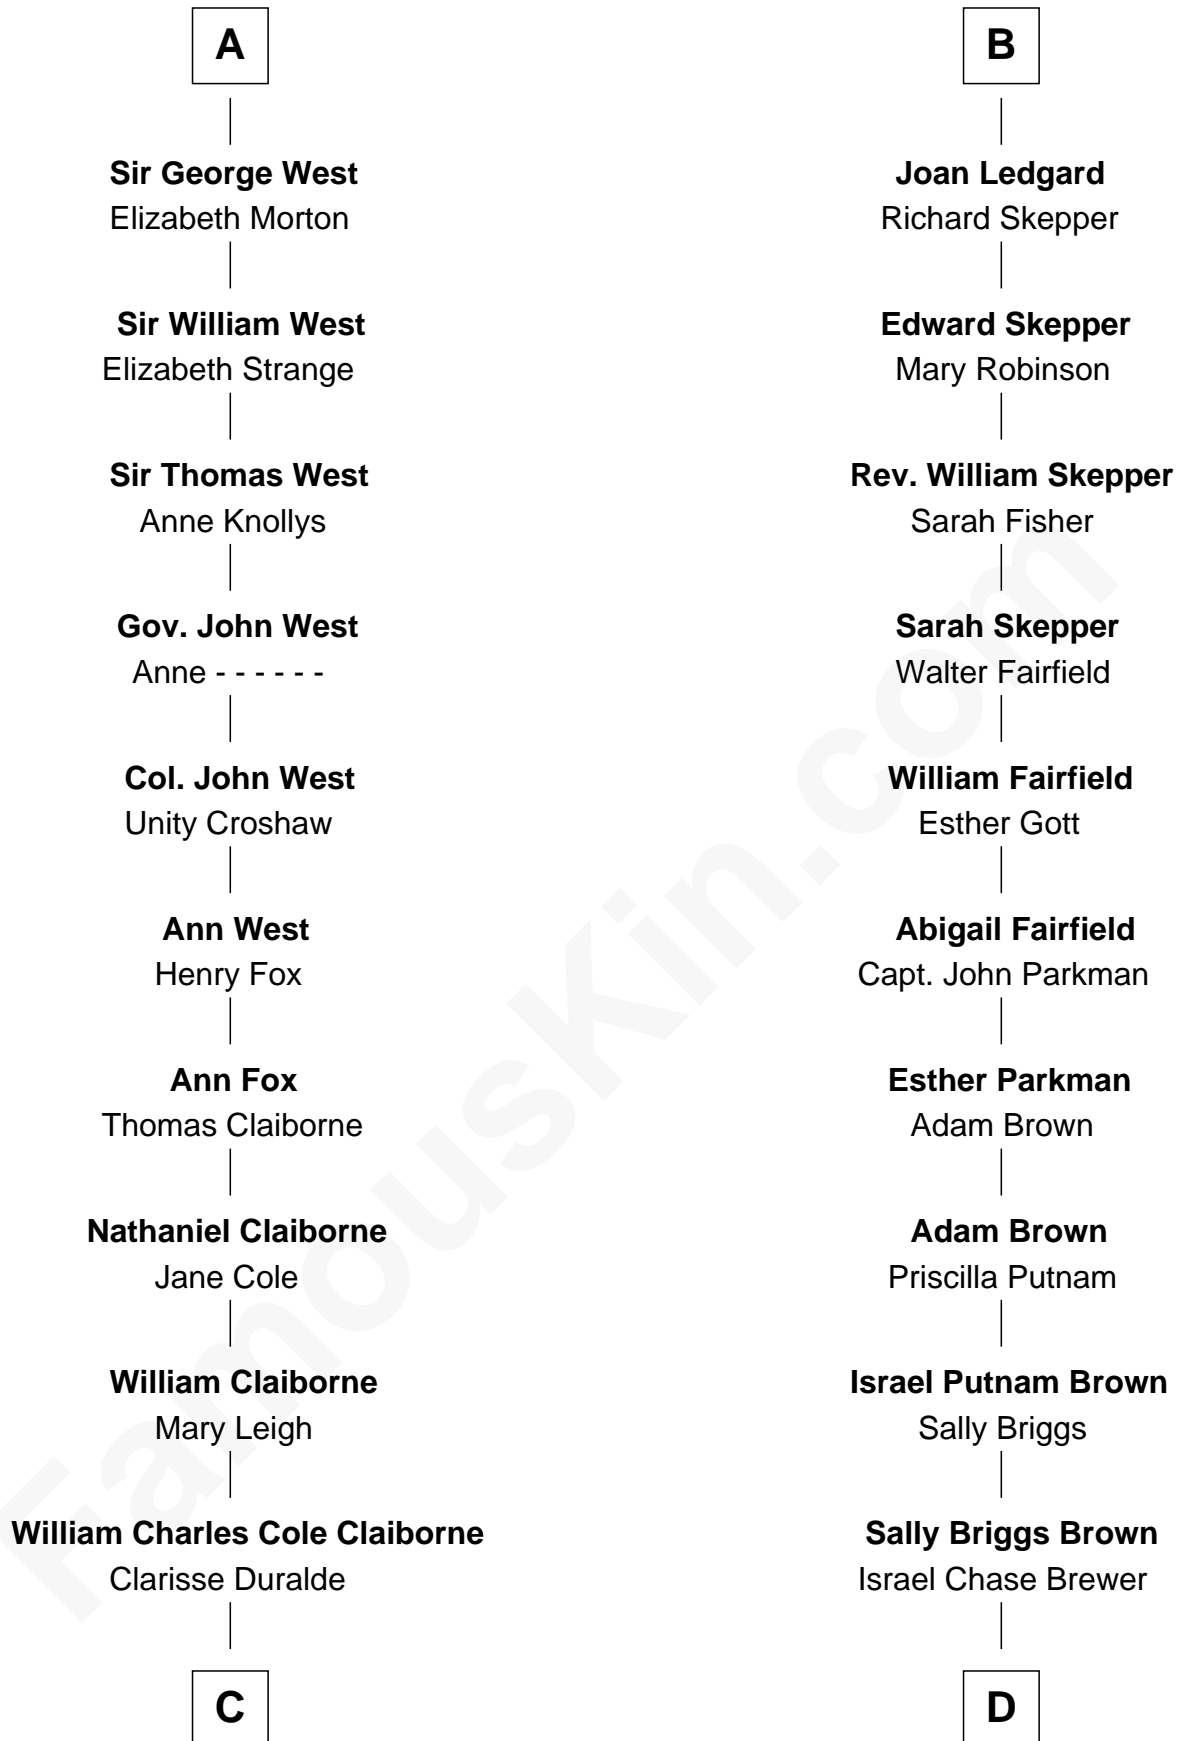 A
Sir George West
Elizabeth Morton
Sir William West
Elizabeth Strange
Sir Thomas West
Anne Knollys
Gov. John West
Anne - - - - - -
Col. John West
Unity Croshaw
Ann West
Henry Fox
Ann Fox
Thomas Claiborne
Nathaniel Claiborne
Jane Cole
William Claiborne
Mary Leigh
William Charles Cole Claiborne
Clarisse Duralde
C
B
Joan Ledgard
Richard Skepper
Edward Skepper
Mary Robinson
Rev. William Skepper
Sarah Fisher
Sarah Skepper
Walter Fairfield
William Fairfield
Esther Gott
Abigail Fairfield
Capt. John Parkman
Esther Parkman
Adam Brown
Adam Brown
Priscilla Putnam
Israel Putnam Brown
Sally Briggs
Sally Briggs Brown
Israel Chase Brewer
D
FamousKin.com